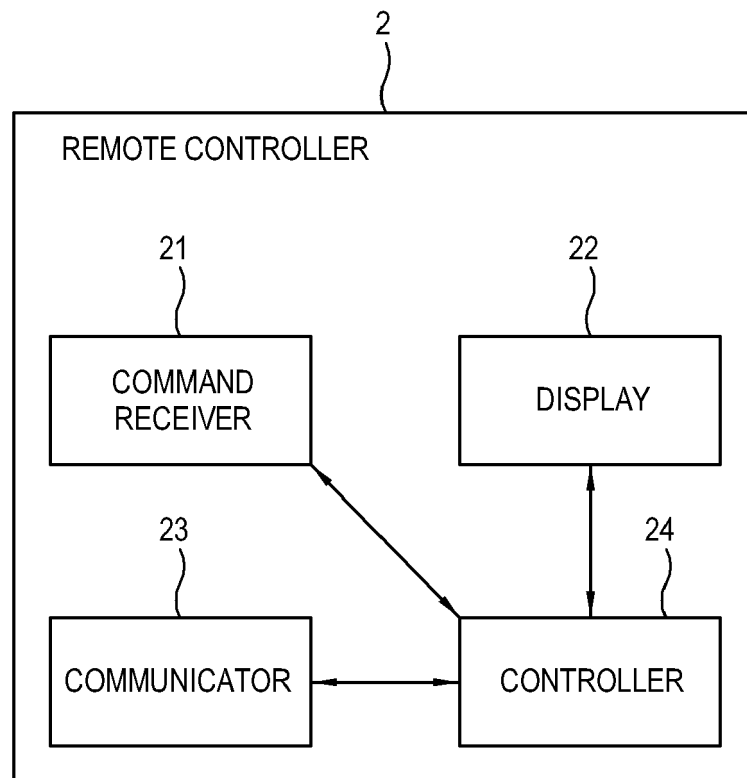 2
REMOTE CONTROLLER
21
22
COMMAND
RECEIVER
DISPLAY
23
24
COMMUNICATOR
CONTROLLER